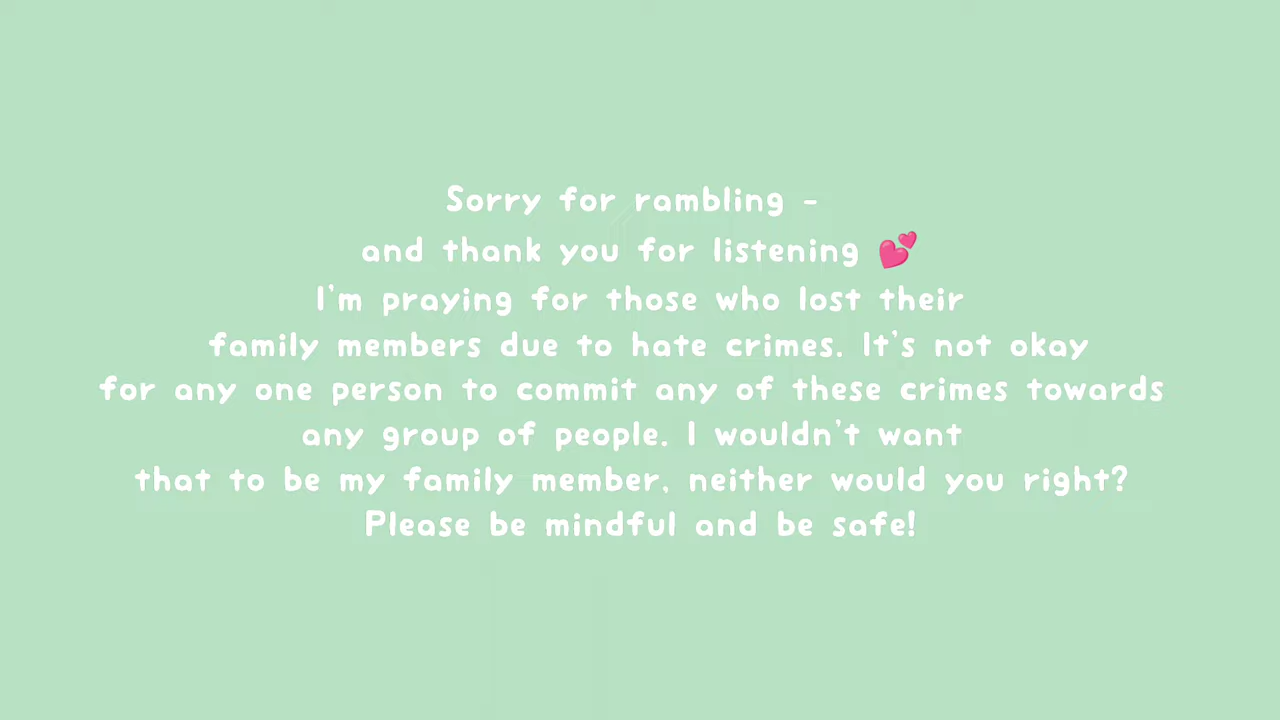 Sorry for rambling -
and thank you for listening 💕
I'm praying for those who lost their
family members due to hate crimes. It's not okay
for any one person to commit any of these crimes towards
any group of people. I wouldn't want
that to be my family member, neither would you right?
Please be mindful and be safe!